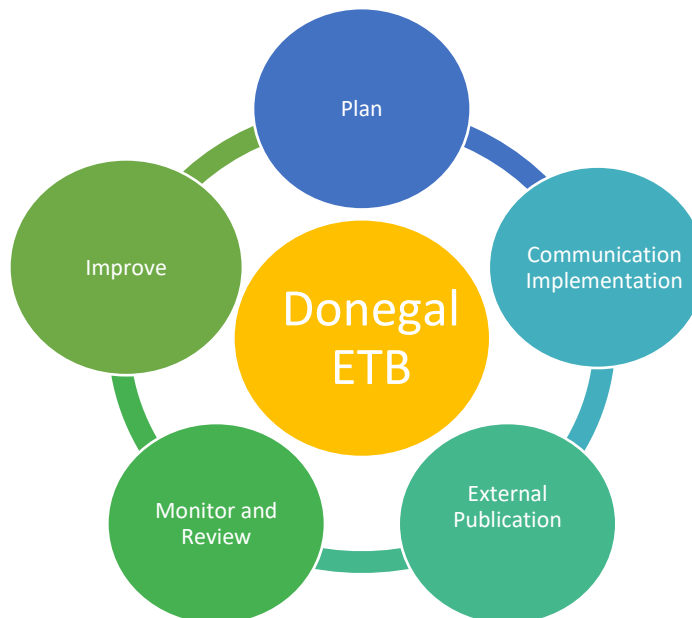 Plan
Communication
Implementation
External
Publication
Monitor and
Review
Improve
Donegal
ETB